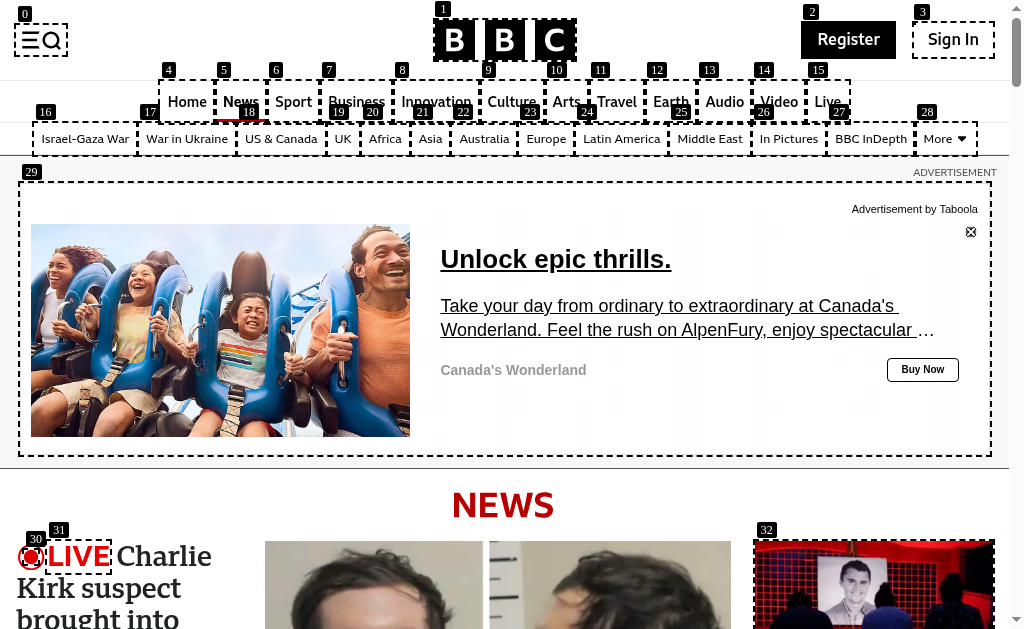 0
1
2
3
BBC
Register
Sign In
4
5
6
7
8
9
10
11
12
13
14
15
Home
News
Sport
Business
Innovation
Culture
Arts
Travel
Earth
Audio
Video
Live
16
17
18
19
20
21
22
23
24
25
26
27
28
Israel-Gaza War
War in Ukraine
US & Canada
UK
Africa
Asia
Australia
Europe
Latin America
Middle East
In Pictures
BBC InDepth
More
29
ADVERTISEMENT
Advertisement by Taboola
Unlock epic thrills.
Take your day from ordinary to extraordinary at Canada's
Wonderland. Feel the rush on AlpenFury, enjoy spectacular …
Canada's Wonderland
Buy Now
NEWS
30
31
32
LIVE Charlie
Kirk suspect
brought into